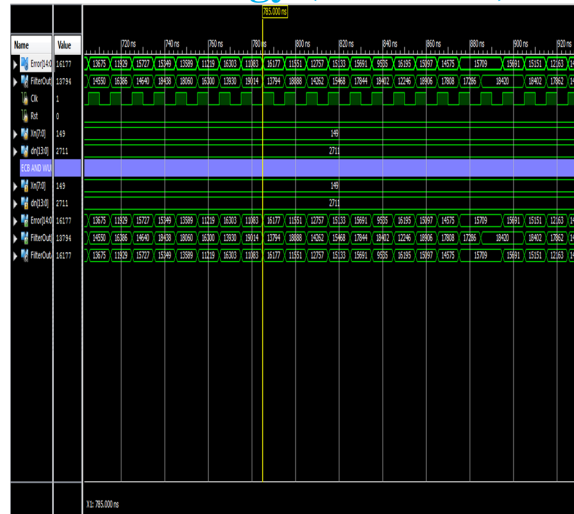 785.000 ns
Name Value
720 ns 740 ns 760 ns 780 ns 800 ns 820 ns 840 ns 860 ns 880 ns 900 ns 920 ns
Error[14:0 16177 13675 11929 15727 15349 13589 11219 16303 11083 16177 11551 12757 15133 15691 9535 16195 15097 14575 15709 15691 15151 12163
FilterOut[ 13794 14550 16386 14640 18438 18060 16300 13930 19014 13794 18888 14262 15468 17844 18402 12246 18906 17808 17286 18420 18402 17862
Clk 1
Rst 0
Xn[7:0] 149 149
dn[13:0] 2711 2711
ECB AND WU
Xn[7:0] 149 149
dn[13:0] 2711 2711
Error[14:0 16177 13675 11929 15727 15349 13589 11219 16303 11083 16177 11551 12757 15133 15691 9535 16195 15097 14575 15709 15691 15151 12163
FilterOut[ 13794 14550 16386 14640 18438 18060 16300 13930 19014 13794 18888 14262 15468 17844 18402 12246 18906 17808 17286 18420 18402 17862
FilterOut[ 16177 13675 11929 15727 15349 13589 11219 16303 11083 16177 11551 12757 15133 15691 9535 16195 15097 14575 15709 15691 15151 12163
X1: 785.000 ns